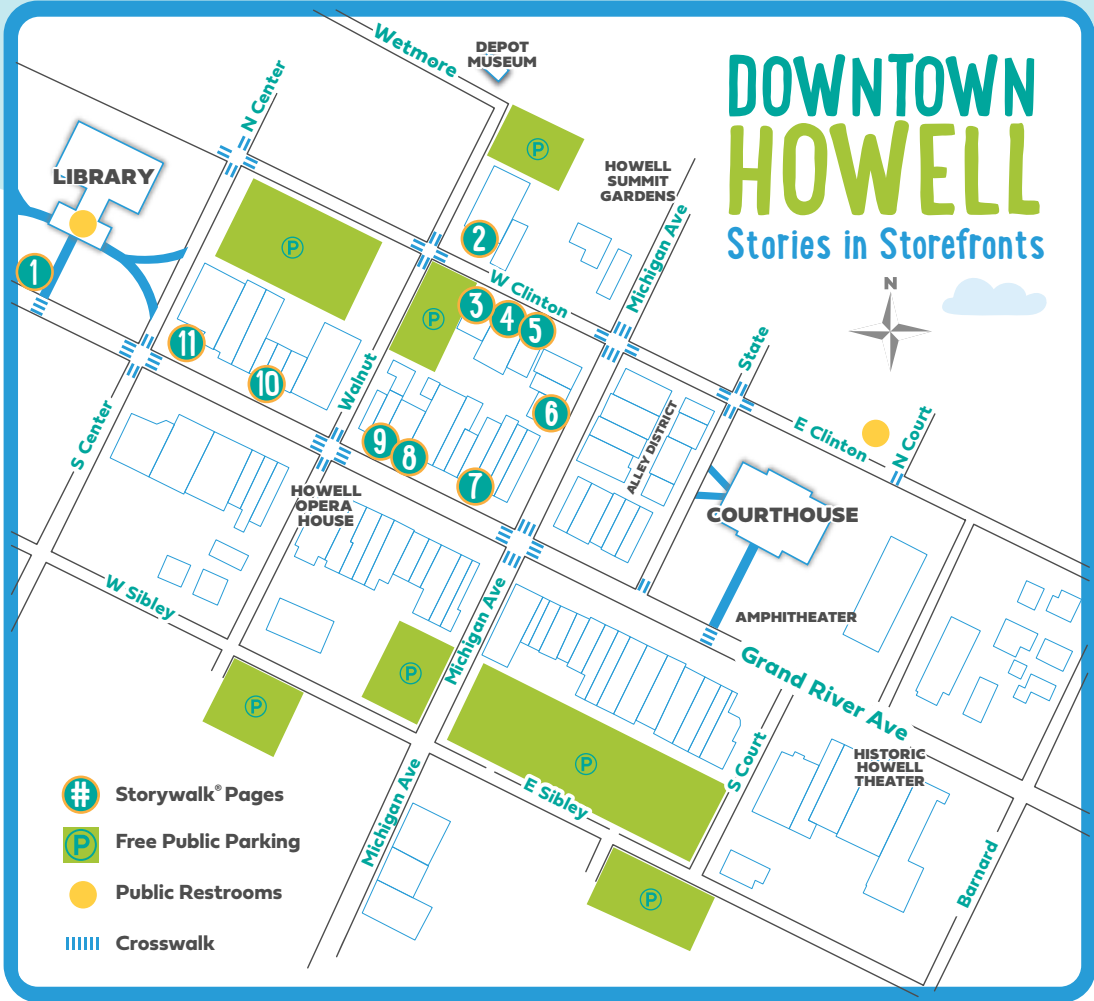 DOWNTOWN
HOWELL
Stories in Storefronts
N
Wetmore
DEPOT
MUSEUM
N Center
P
HOWELL
SUMMIT
GARDENS
LIBRARY
Michigan Ave
2
P
1
W Clinton
P
3
4
5
11
10
Walnut
State
6
ALLEY DISTRICT
E Clinton
N Court
S Center
9
8
7
HOWELL
OPERA
HOUSE
COURTHOUSE
W Sibley
Michigan Ave
AMPHITHEATER
Grand River Ave
P
P
P
S Court
HISTORIC
HOWELL
THEATER
E Sibley
Michigan Ave
Barnard
P
# Storywalk® Pages
P Free Public Parking
Public Restrooms
Crosswalk